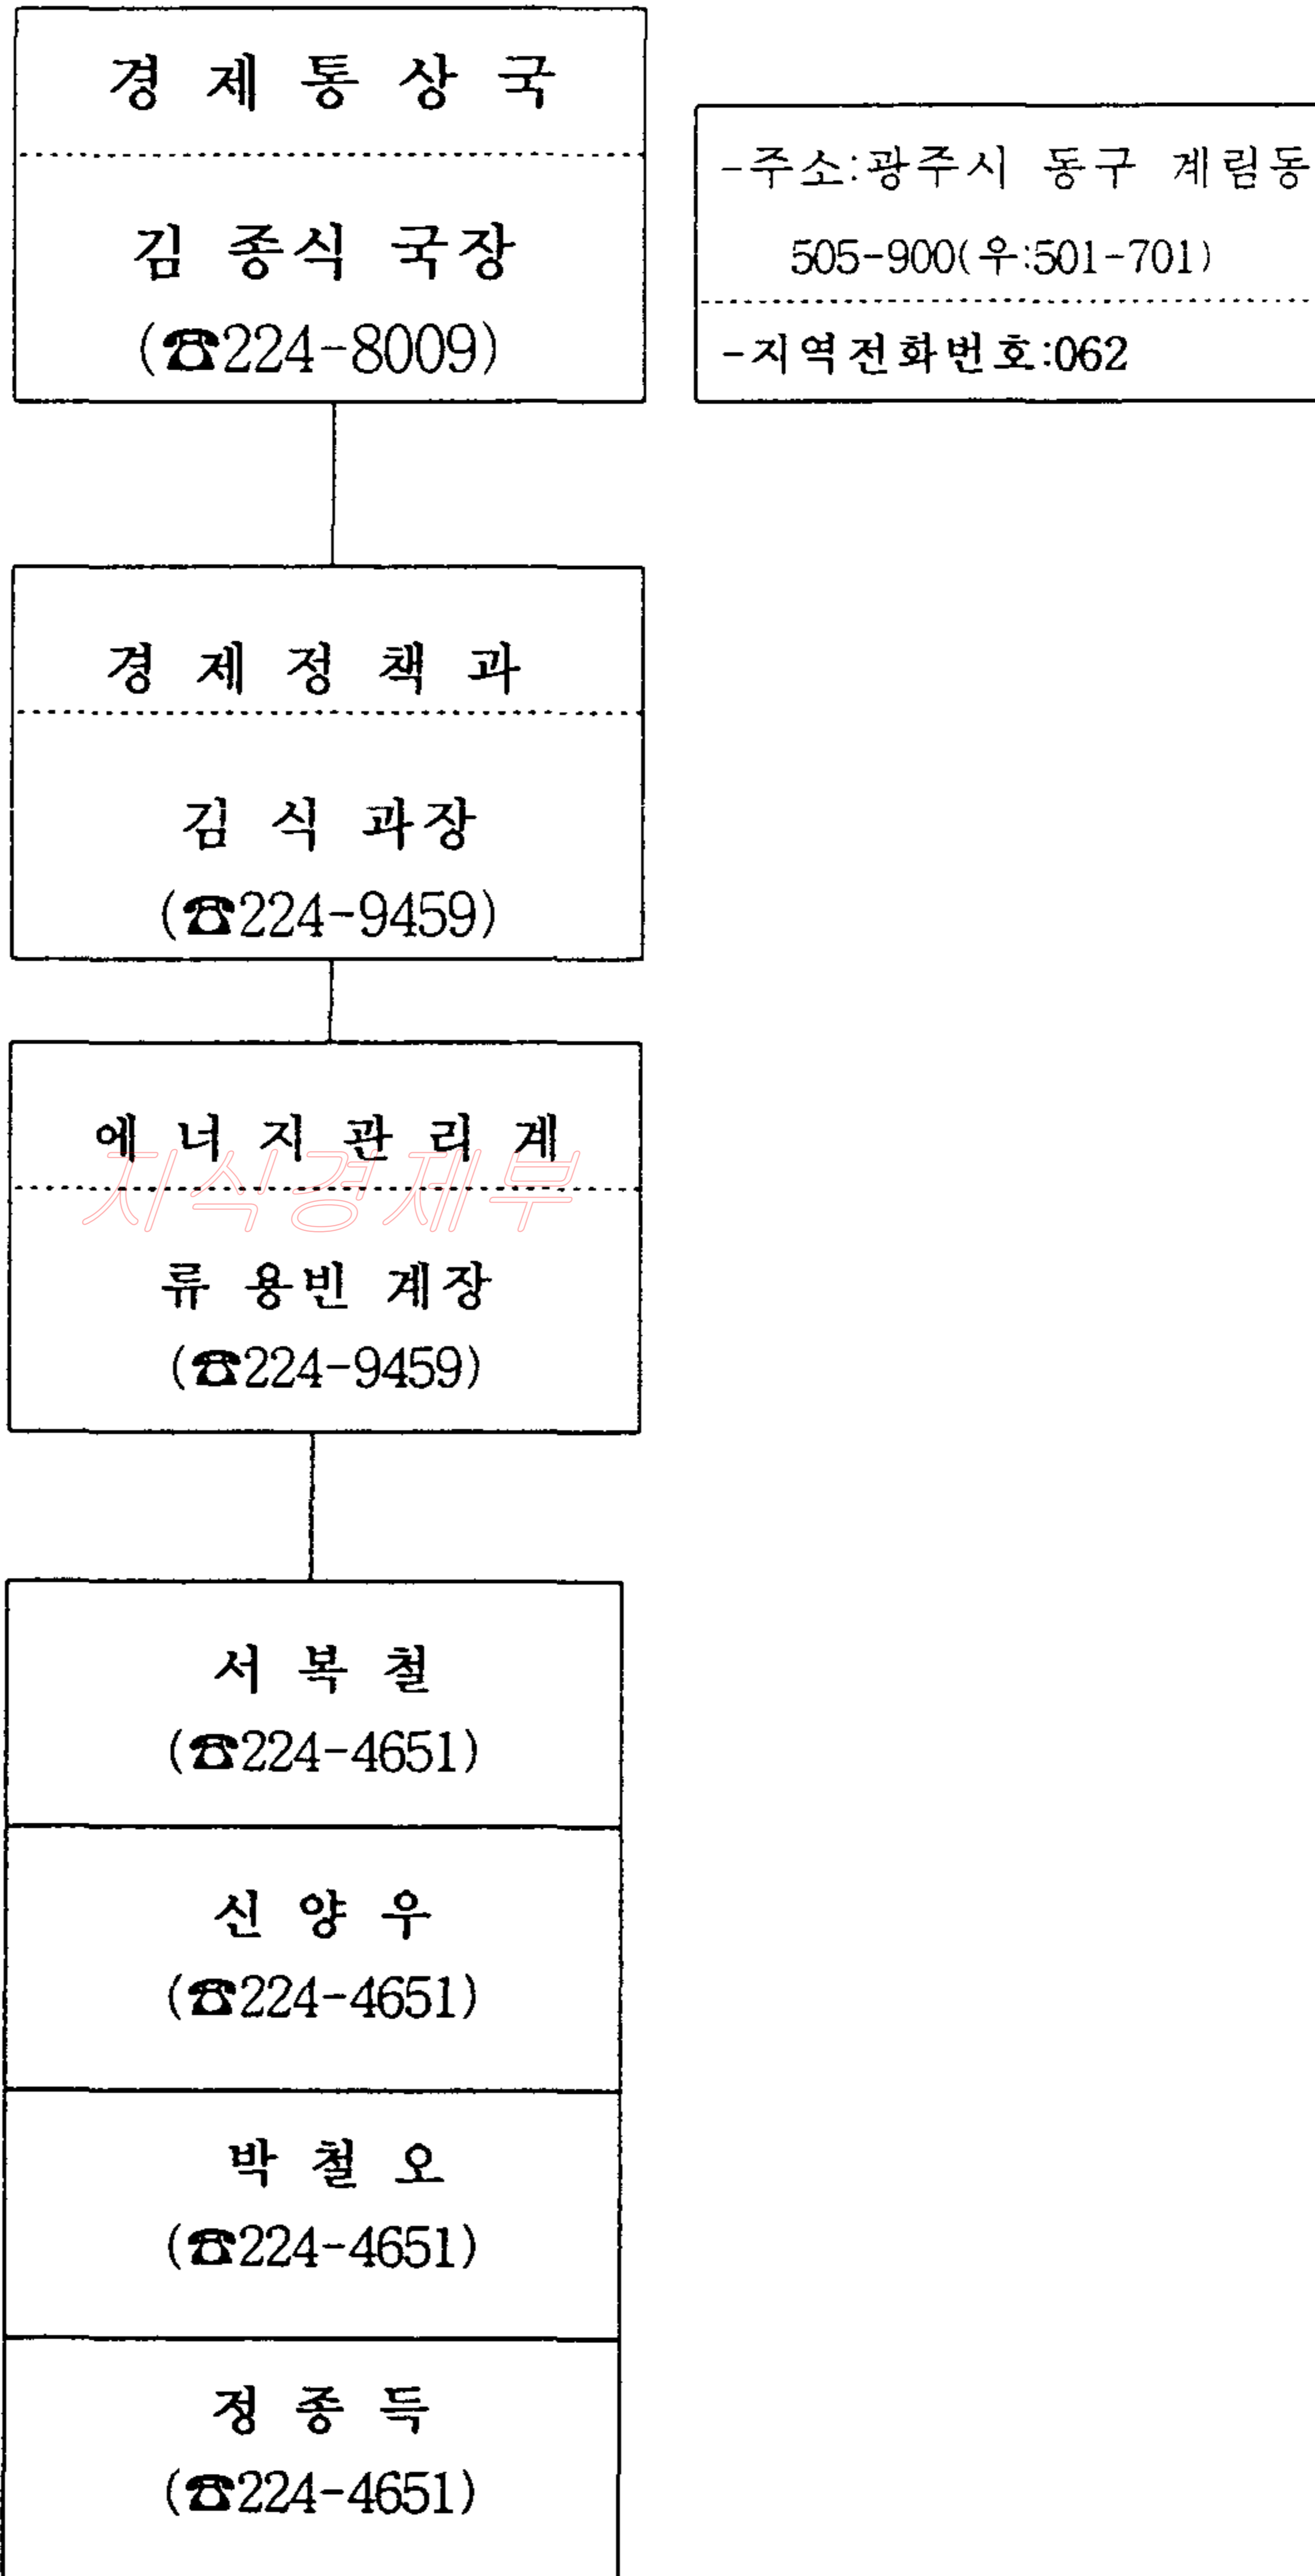 경 제 통 상 국
김 종식 국장
(☎224-8009)
-주소:광주시 동구 계림동
505-900(우:501-701)
-지역전화번호:062
경 제 정 책 과
김 식 과장
(☎224-9459)
에 너 지 관 리 계
지식경제부
류 용빈 계장
(☎224-9459)
서 복 철
(☎224-4651)
신 양 우
(☎224-4651)
박 철 오
(☎224-4651)
정 종 득
(☎224-4651)